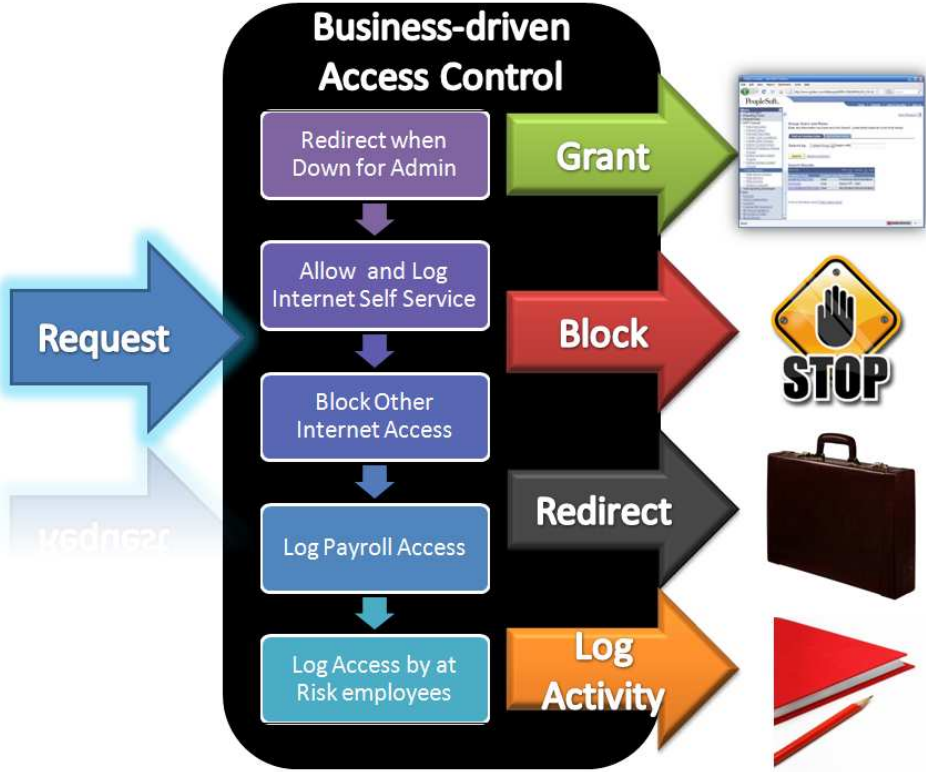 Business-driven
Access Control
Request
Redirect when
Down for Admin
Allow and Log
Internet Self Service
Block Other
Internet Access
Log Payroll Access
Log Access by at
Risk employees
Grant
Block
Redirect
Log
Activity
PeopleSoft.
STOP